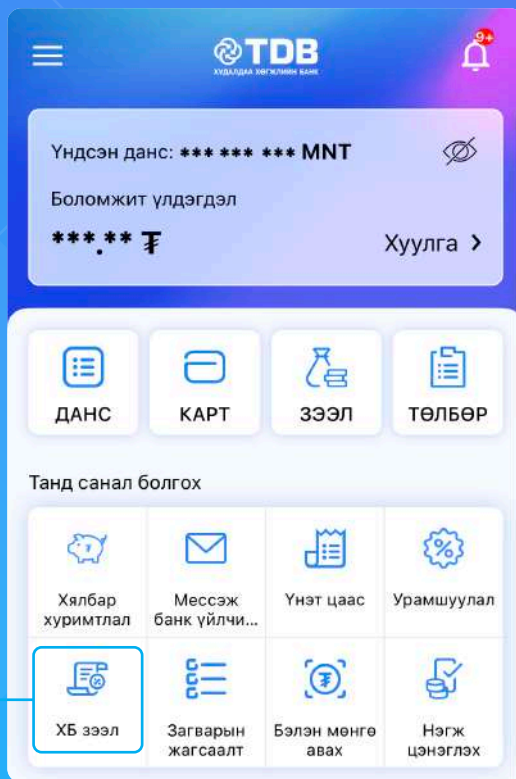 TDB
ХУДАЛДАА ХӨГЖЛИЙН БАНК
9+
Үндсэн данс: *** *** *** MNT
Боломжит үлдэгдэл
***.** ₮
Хуулга >
ДАНС
КАРТ
ЗЭЭЛ
ТӨЛБӨР
Танд санал болгох
Хялбар
хуримтлал
Мессэж
банк үйлчи...
Үнэт цаас
Урамшуулал
ХБ зээл
Загварын
жагсаалт
Бэлэн мөнгө
авах
Нэгж
цэнэглэх